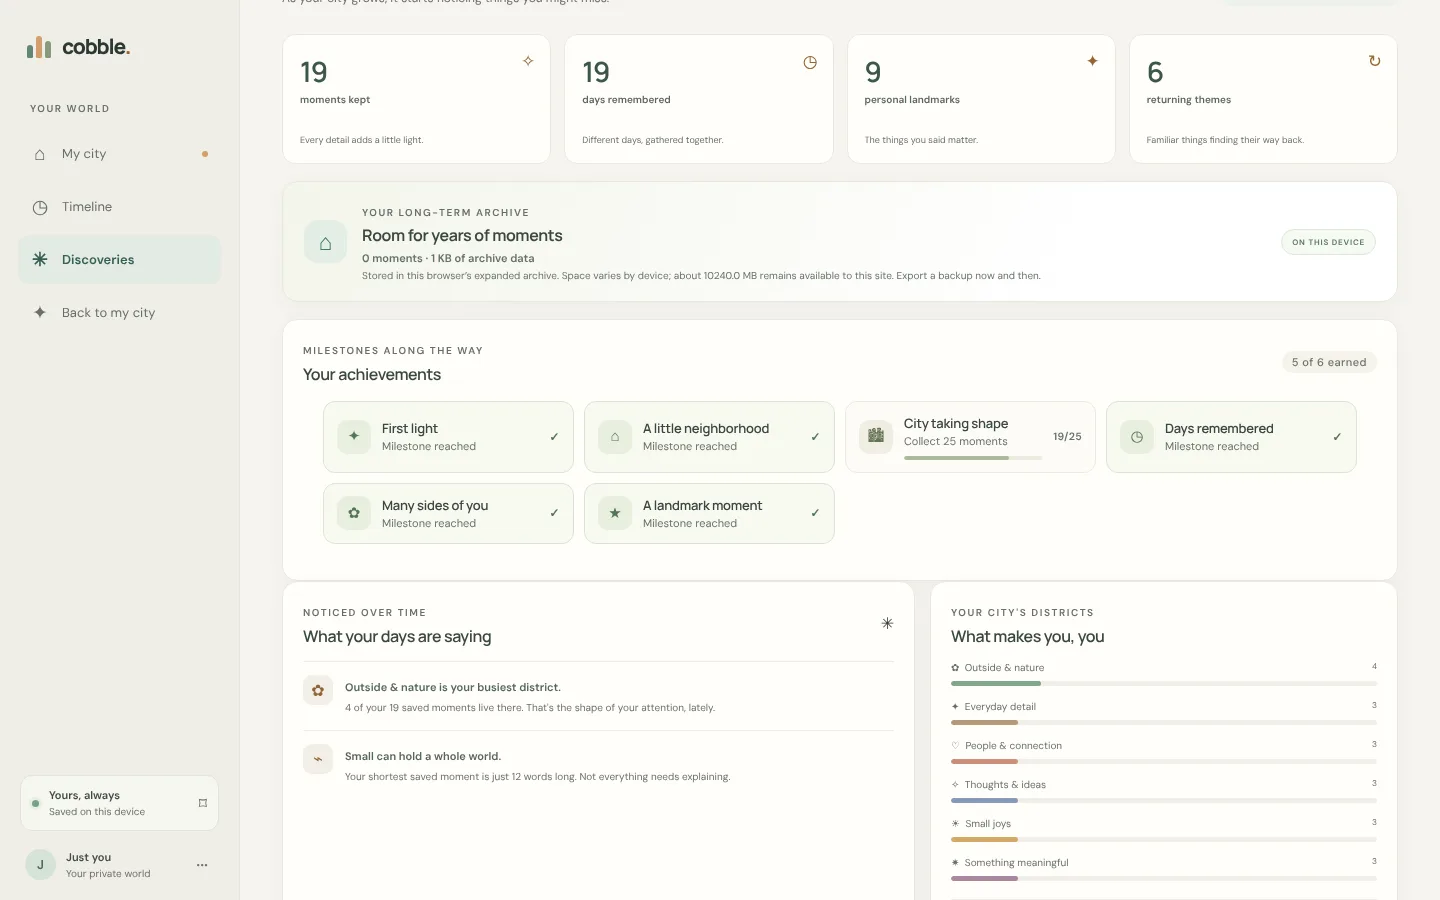 As your city grows, it starts noticing things you might miss.
cobble.
YOUR WORLD
My city
Timeline
Discoveries
Back to my city
Yours, always
Saved on this device
J
Just you
Your private world
19
moments kept
Every detail adds a little light.
19
days remembered
Different days, gathered together.
9
personal landmarks
The things you said matter.
6
returning themes
Familiar things finding their way back.
YOUR LONG-TERM ARCHIVE
Room for years of moments
0 moments · 1 KB of archive data
Stored in this browser's expanded archive. Space varies by device; about 10240.0 MB remains available to this site. Export a backup now and then.
ON THIS DEVICE
MILESTONES ALONG THE WAY
Your achievements
5 of 6 earned
First light
Milestone reached
A little neighborhood
Milestone reached
City taking shape
Collect 25 moments
19/25
Days remembered
Milestone reached
Many sides of you
Milestone reached
A landmark moment
Milestone reached
NOTICED OVER TIME
What your days are saying
Outside & nature is your busiest district.
4 of your 19 saved moments live there. That's the shape of your attention, lately.
Small can hold a whole world.
Your shortest saved moment is just 12 words long. Not everything needs explaining.
YOUR CITY'S DISTRICTS
What makes you, you
Outside & nature 4
Everyday detail 3
People & connection 3
Thoughts & ideas 3
Small joys 3
Something meaningful 3